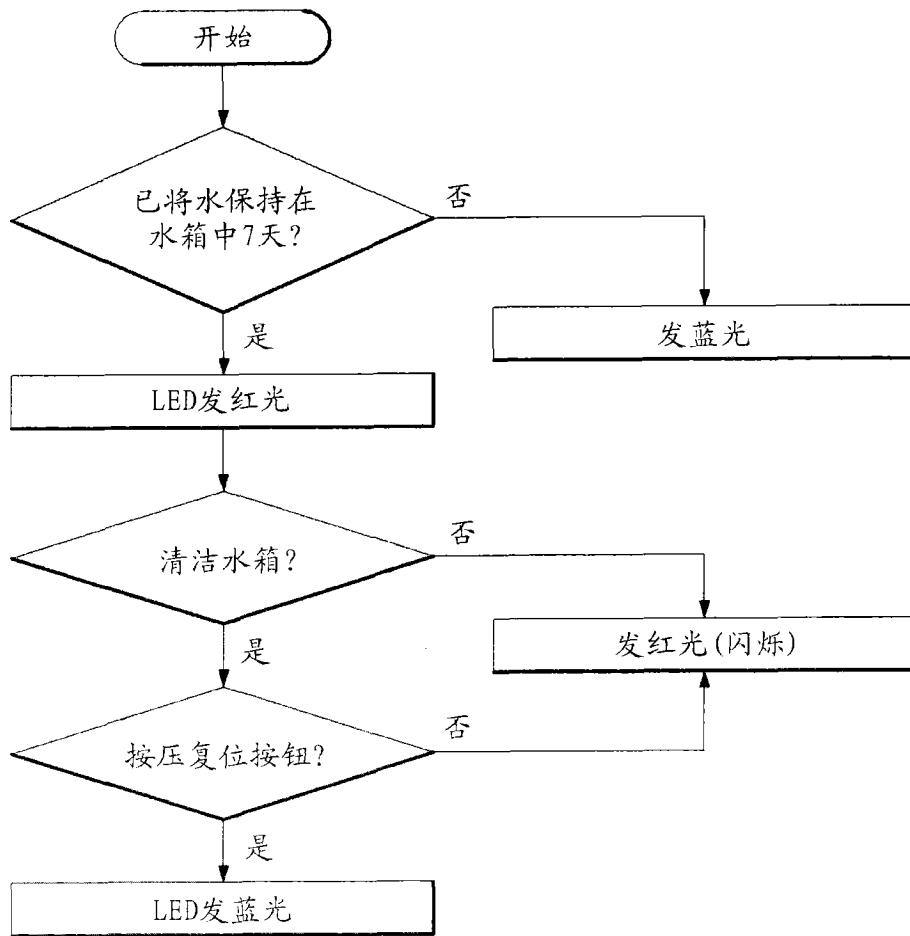 开始
已将水保持在
水箱中7天?
否
发蓝光
是
LED发红光
清洁水箱?
否
发红光(闪烁)
是
按压复位按钮?
否
是
LED发蓝光